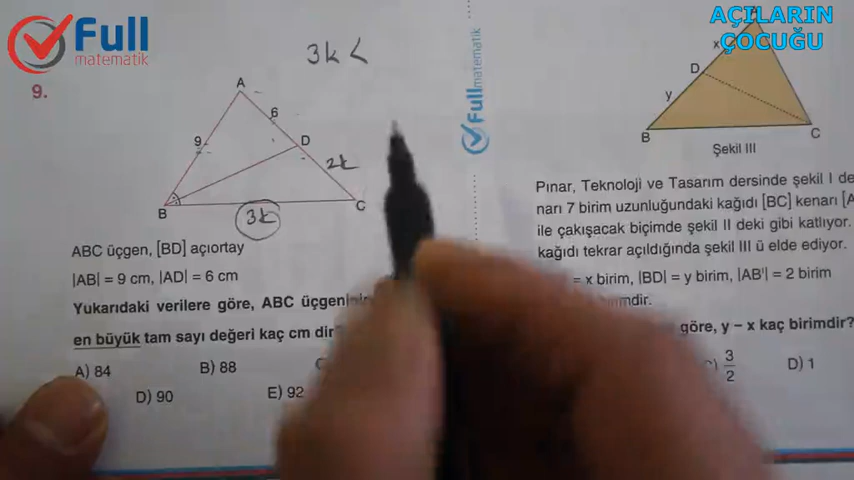 Full
matematik
AÇILARIN
ÇOCUĞU
3k <
9.
A
6
9
D
2k
B
3k
C
ABC üçgen, [BD] açıortay
|AB| = 9 cm, |AD| = 6 cm
Yukarıdaki verilere göre, ABC üçgeninin
en büyük tam sayı değeri kaç cm dir?
A) 84
B) 88
D) 90
E) 92
Full matematik
x
D
y
B
C
Şekil III
Pınar, Teknoloji ve Tasarım dersinde şekil I de
narı 7 birim uzunluğundaki kağıdı [BC] kenarı [A
ile çakışacak biçimde şekil II deki gibi katlıyor.
kağıdı tekrar açıldığında şekil III ü elde ediyor.
= x birim, |BD| = y birim, |AB'| = 2 birim
göre, y – x kaç birimdir?
3/2
D) 1